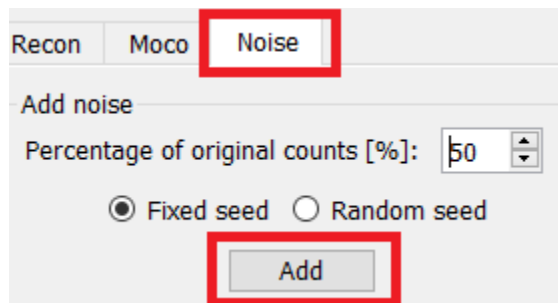 Recon Moco Noise
Add noise
Percentage of original counts [%]: 50
Fixed seed Random seed
Add